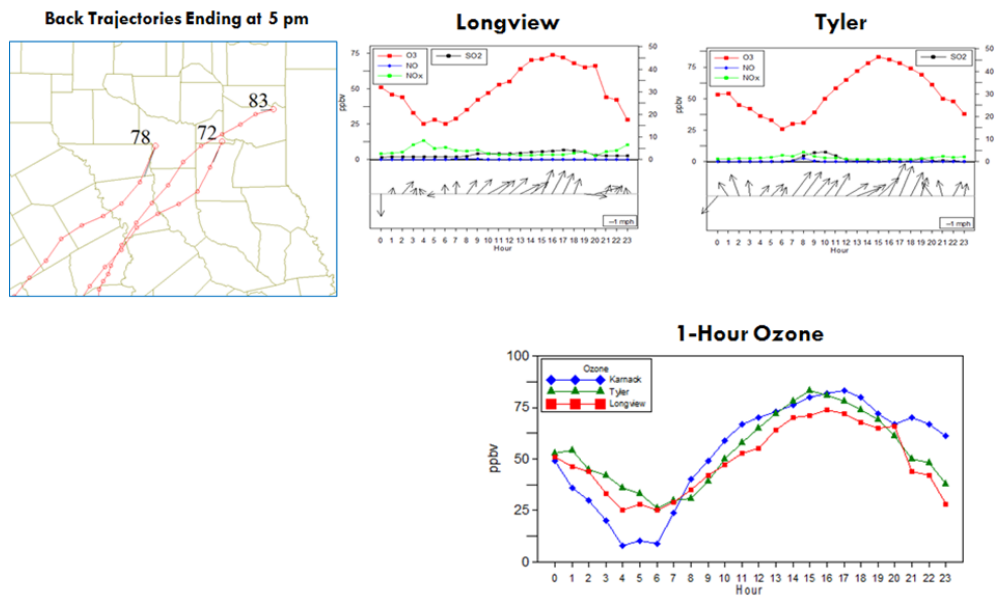 Back Trajectories Ending at 5 pm
83
78
72
Longview
O3
NO
NOx
SO2
75
50
25
0
ppbv
50
40
30
20
10
0
--1 mph
0 1 2 3 4 5 6 7 8 9 10 11 12 13 14 15 16 17 18 19 20 21 22 23
Hour
Tyler
O3
NO
NOx
SO2
75
50
25
0
ppbv
50
40
30
20
10
0
--1 mph
0 1 2 3 4 5 6 7 8 9 10 11 12 13 14 15 16 17 18 19 20 21 22 23
Hour
1-Hour Ozone
Ozone
Karnack
Tyler
Longview
100
75
50
25
0
ppbv
0 1 2 3 4 5 6 7 8 9 10 11 12 13 14 15 16 17 18 19 20 21 22 23
Hour